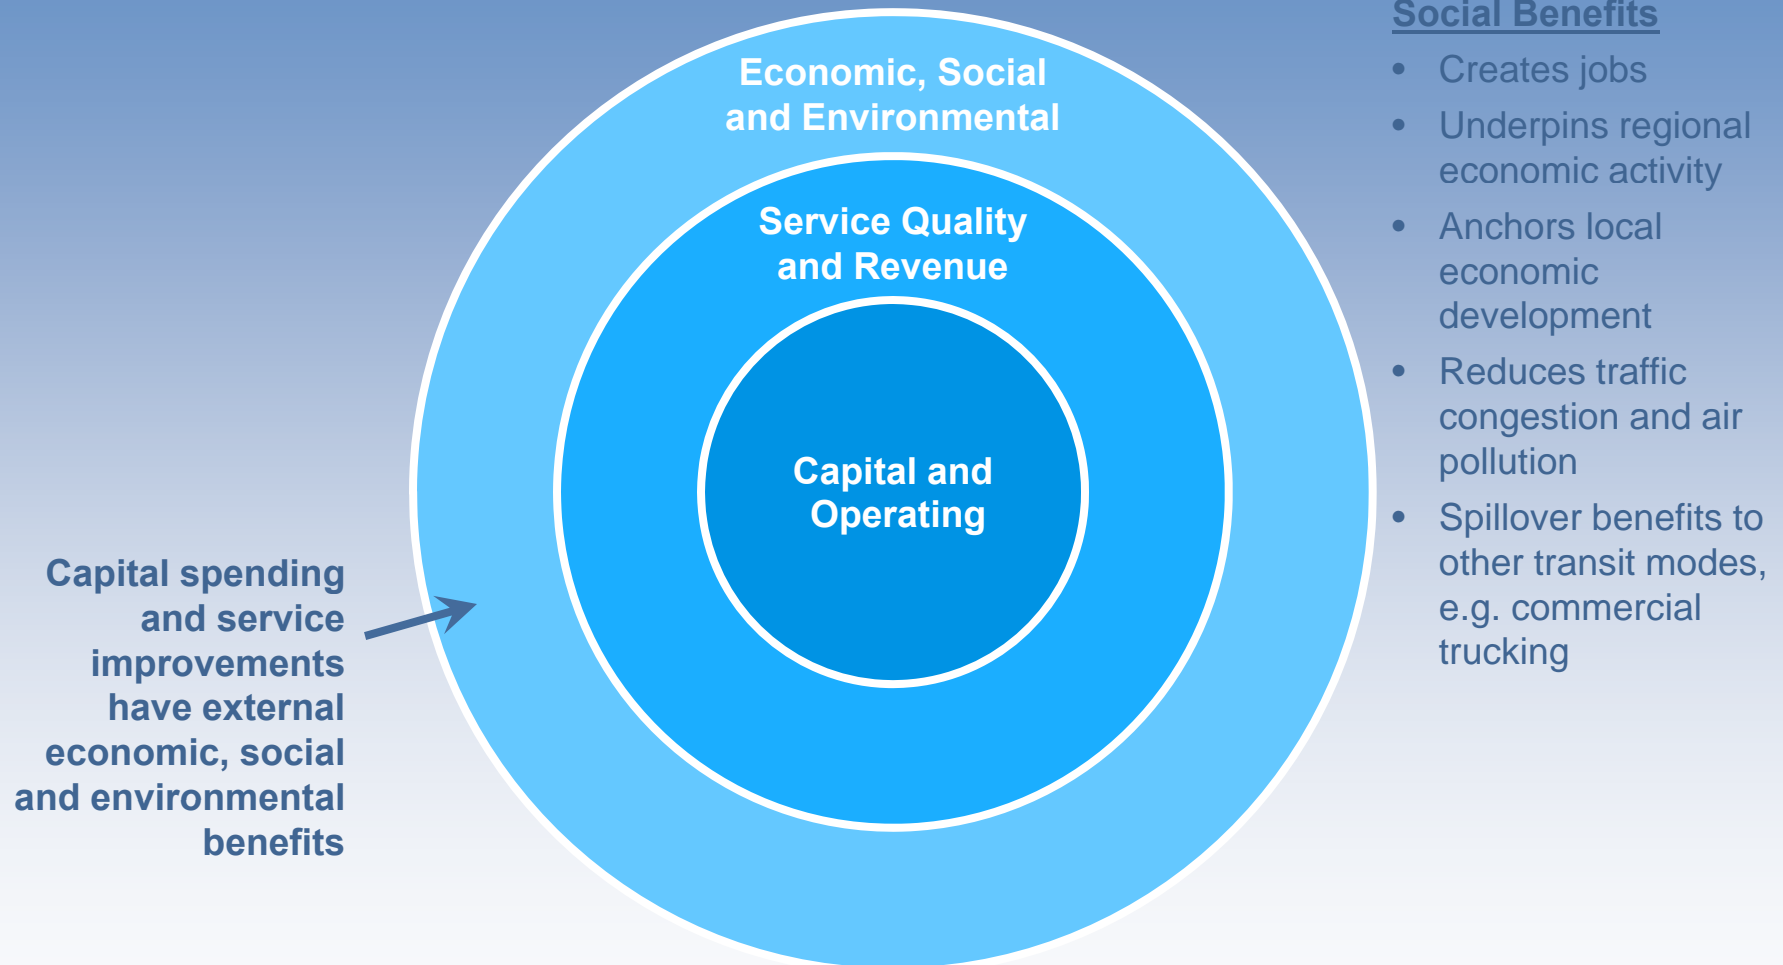 Economic, Social
and Environmental
Service Quality
and Revenue
Capital and
Operating
Capital spending
and service
improvements
have external
economic, social
and environmental
benefits
Social Benefits
• Creates jobs
• Underpins regional
economic activity
• Anchors local
economic
development
• Reduces traffic
congestion and air
pollution
• Spillover benefits to
other transit modes,
e.g. commercial
trucking